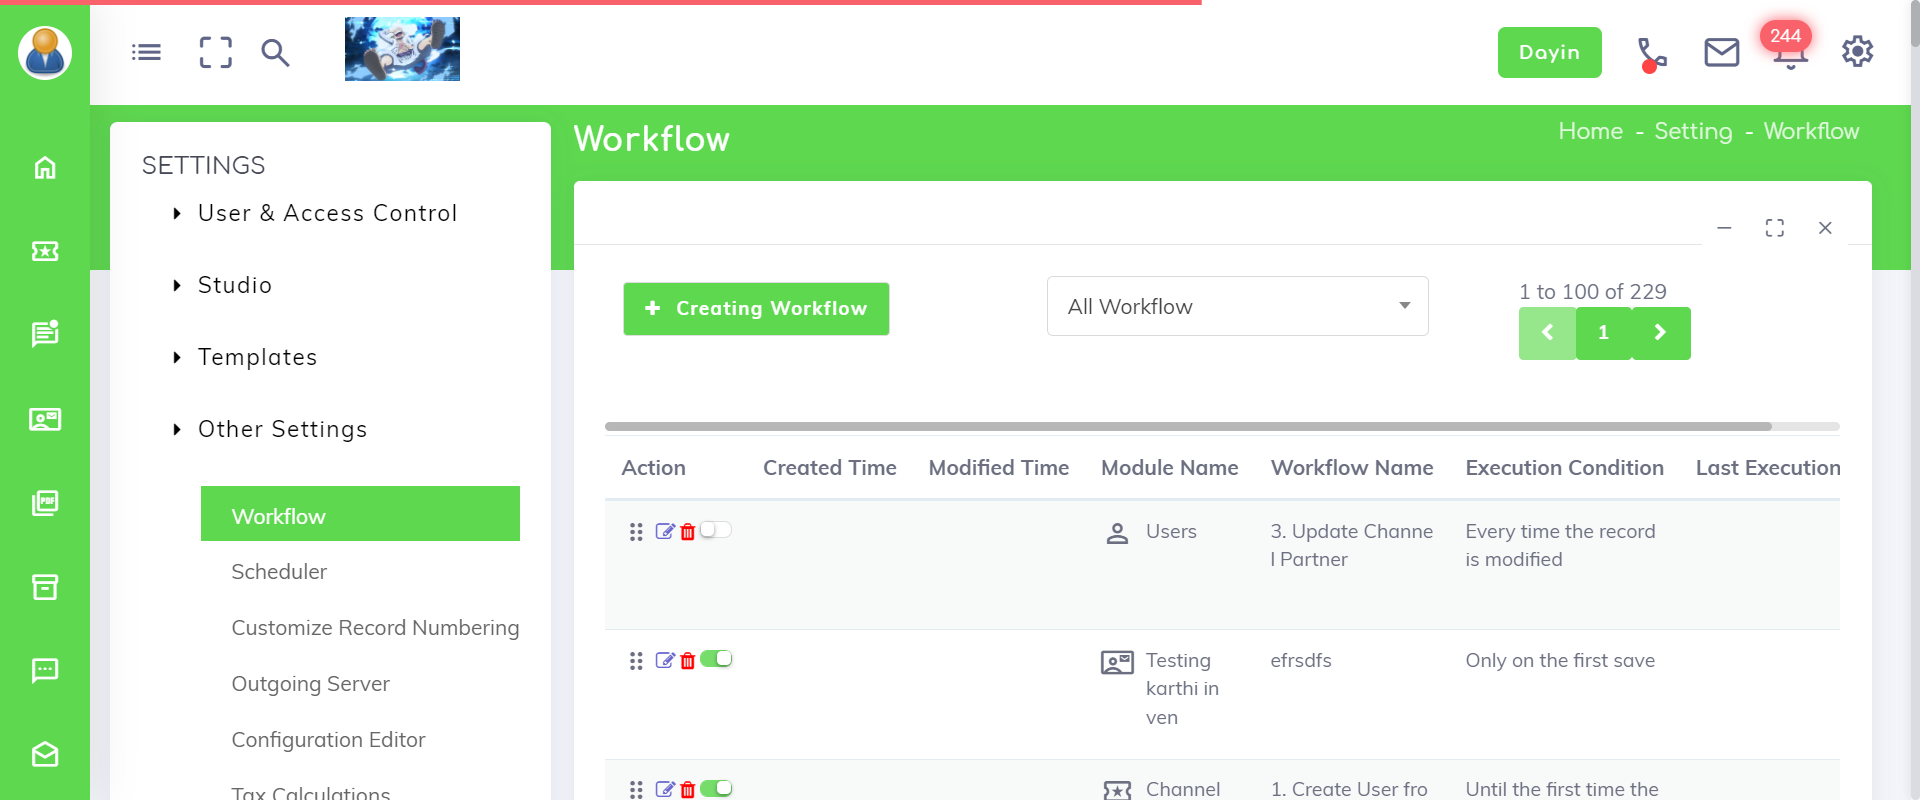 Dayin
244
SETTINGS
User & Access Control
Studio
Templates
Other Settings
Workflow
Scheduler
Customize Record Numbering
Outgoing Server
Configuration Editor
Tax Calculations
Workflow
Home - Setting - Workflow
Creating Workflow
All Workflow
1 to 100 of 229
1
Action Created Time Modified Time Module Name Workflow Name Execution Condition Last Execution
Users 3. Update Channe Every time the record
l Partner is modified
Testing efrsdfs Only on the first save
karthi in
ven
Channel 1. Create User fro Until the first time the
PDF